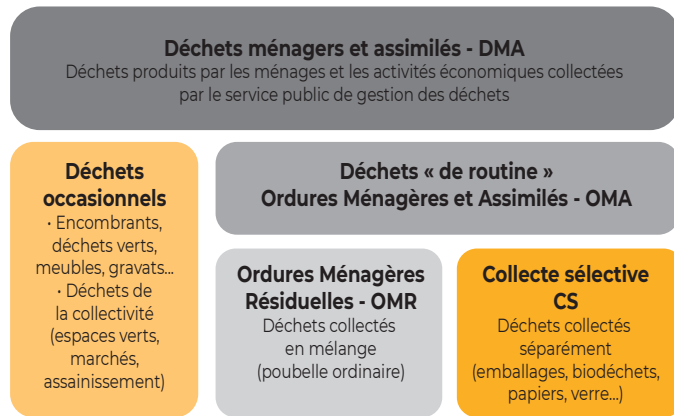 Déchets ménagers et assimilés - DMA
Déchets produits par les ménages et les activités économiques collectées
par le service public de gestion des déchets
Déchets
occasionnels
· Encombrants,
déchets verts,
meubles, gravats...
· Déchets de
la collectivité
(espaces verts,
marchés,
assainissement)
Déchets « de routine »
Ordures Ménagères et Assimilés - OMA
Ordures Ménagères
Résiduelles - OMR
Déchets collectés
en mélange
(poubelle ordinaire)
Collecte sélective
CS
Déchets collectés
séparément
(emballages, biodéchets,
papiers, verre...)